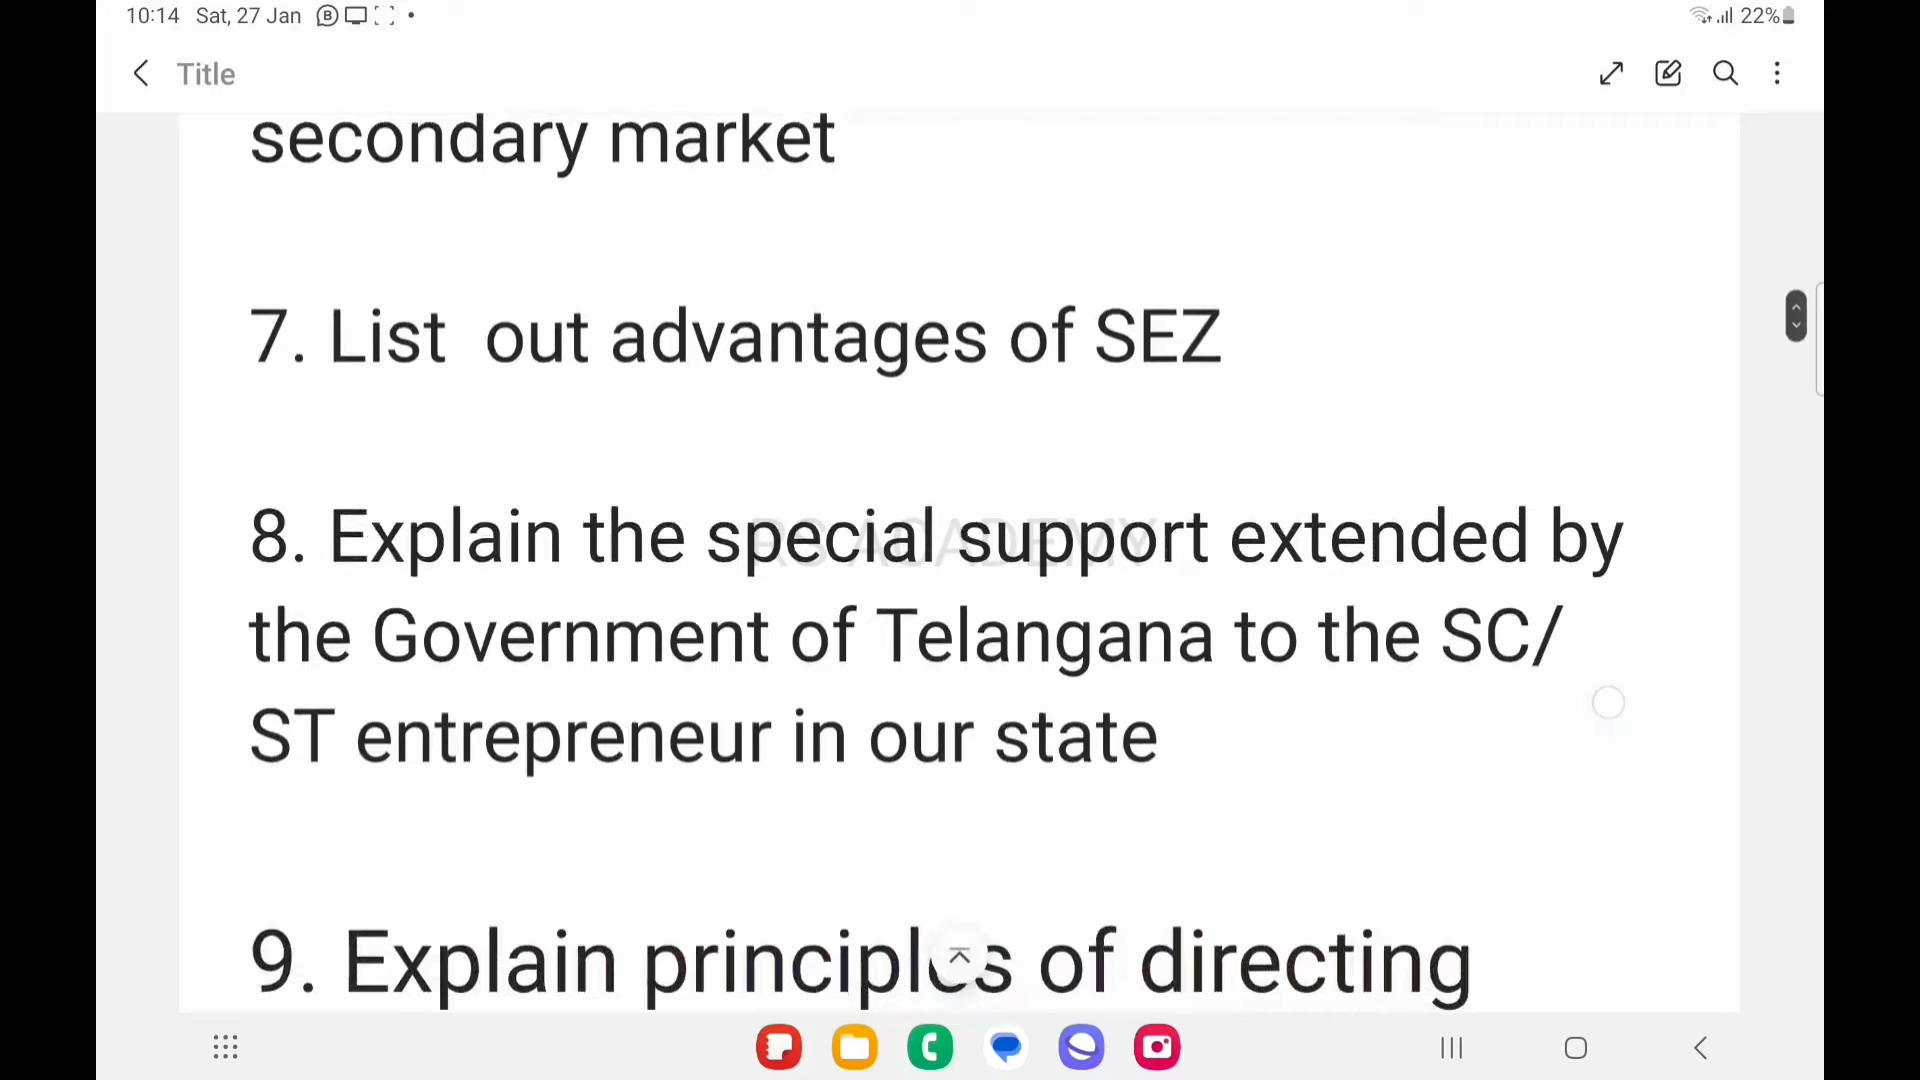 10:14 Sat, 27 Jan
22%
Title
secondary market
7. List out advantages of SEZ
8. Explain the special support extended by
the Government of Telangana to the SC/
ST entrepreneur in our state
RS ACADEMY
9. Explain principles of directing